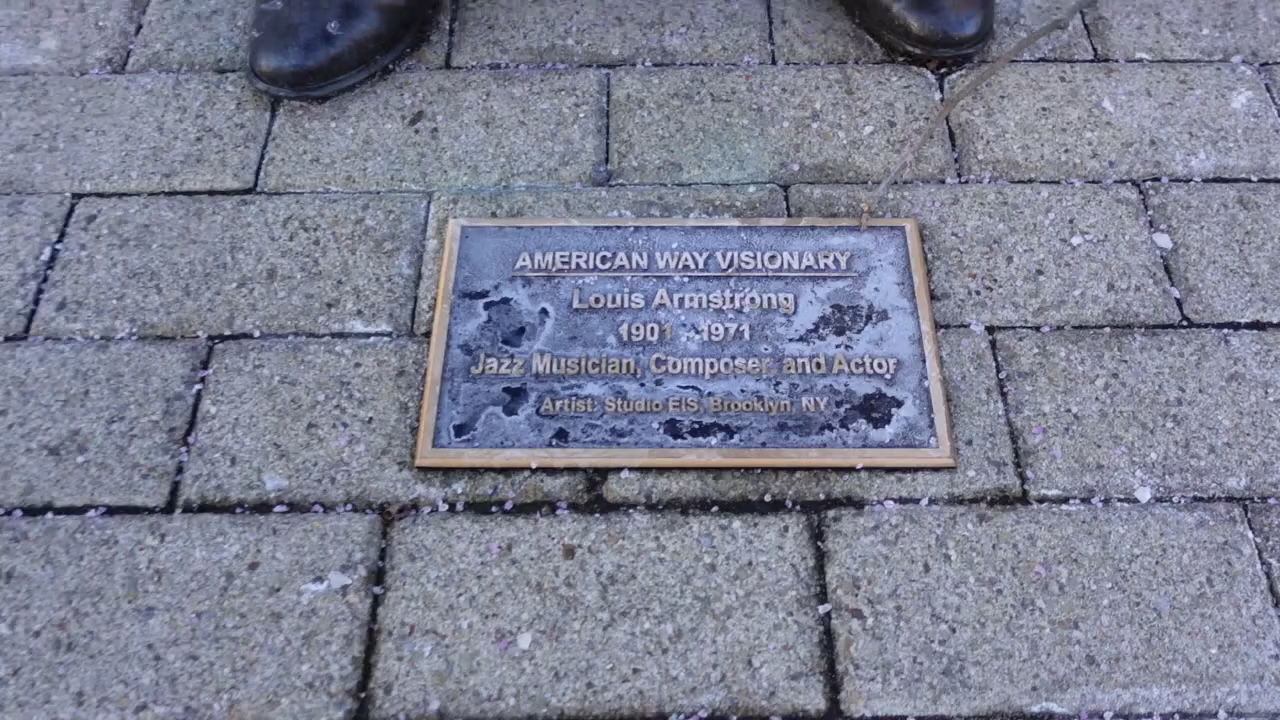 AMERICAN WAY VISIONARY
Louis Armstrong
1901 - 1971
Jazz Musician, Composer, and Actor
Artist: Studio EIS, Brooklyn, NY